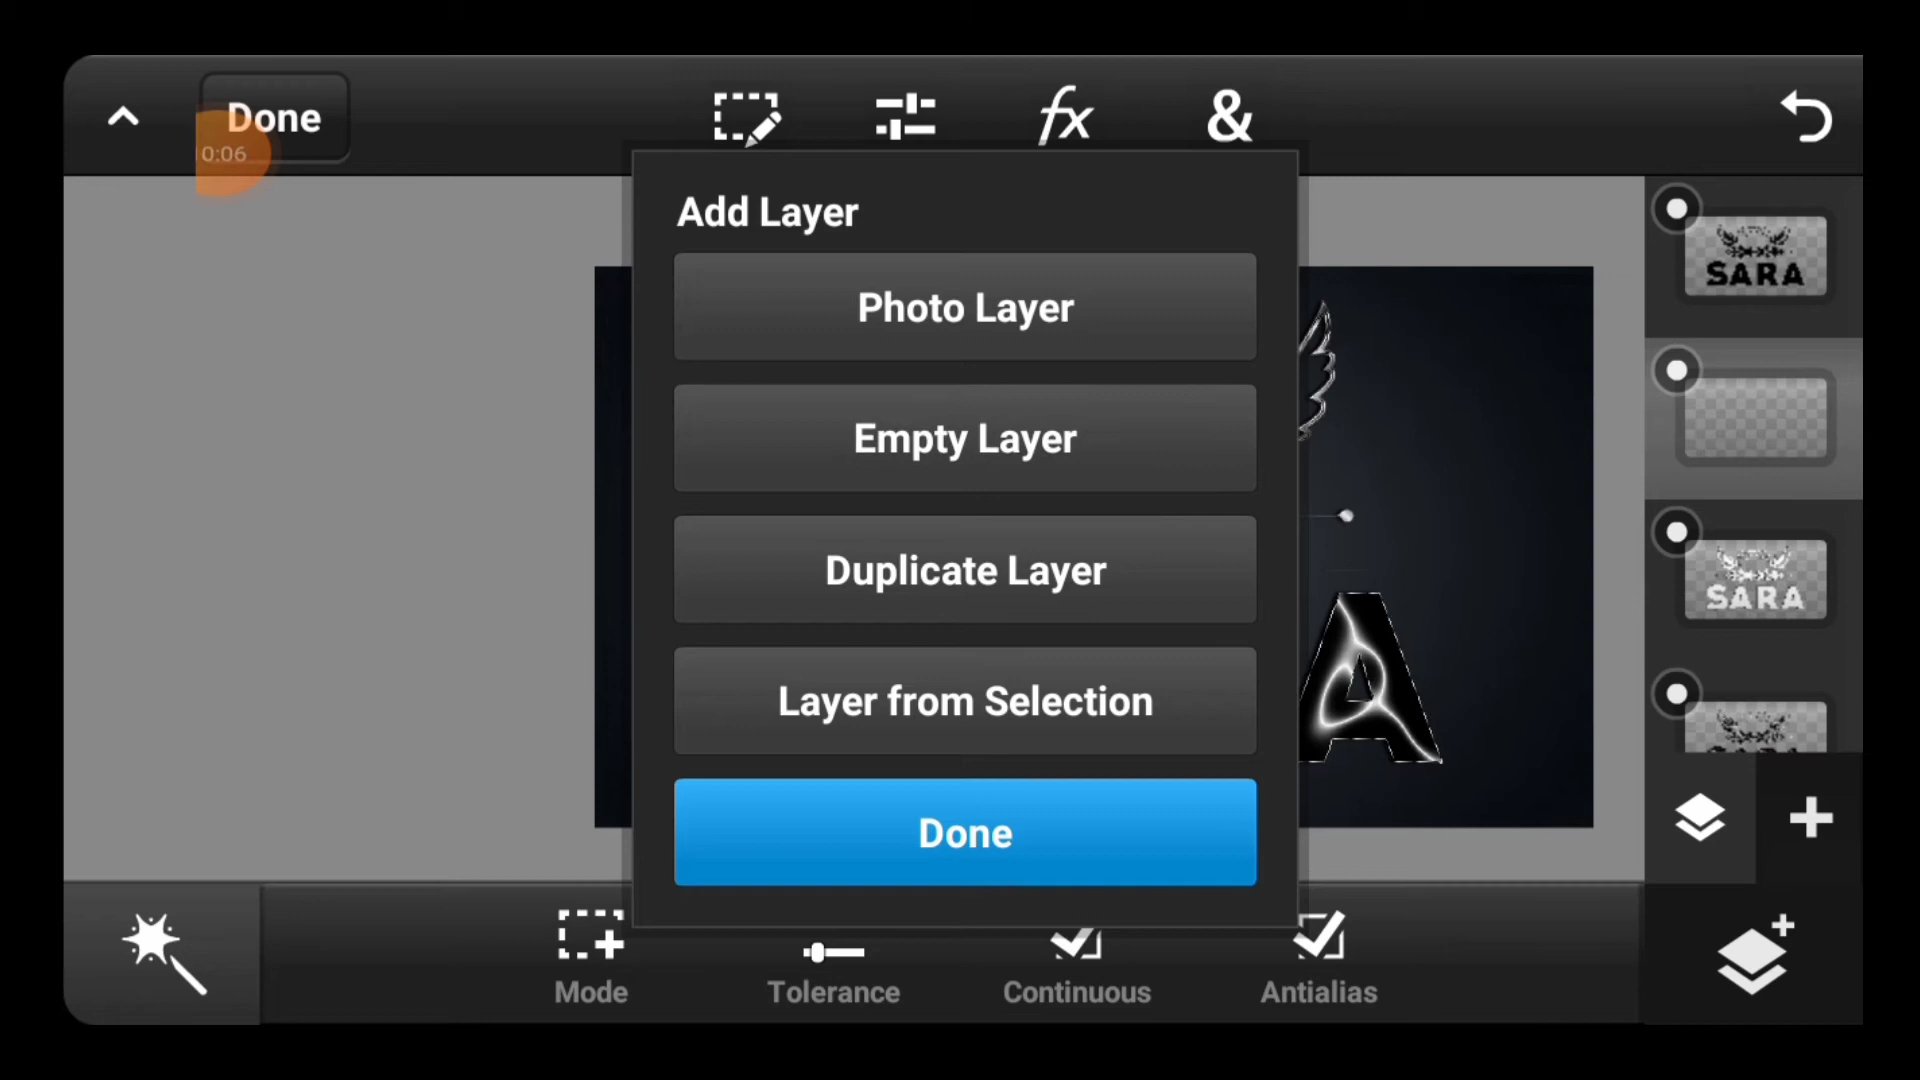 Done
0:06
fx
&
Add Layer
Photo Layer
Empty Layer
Duplicate Layer
Layer from Selection
Done
SARA
SARA
A
Mode
Tolerance
Continuous
Antialias